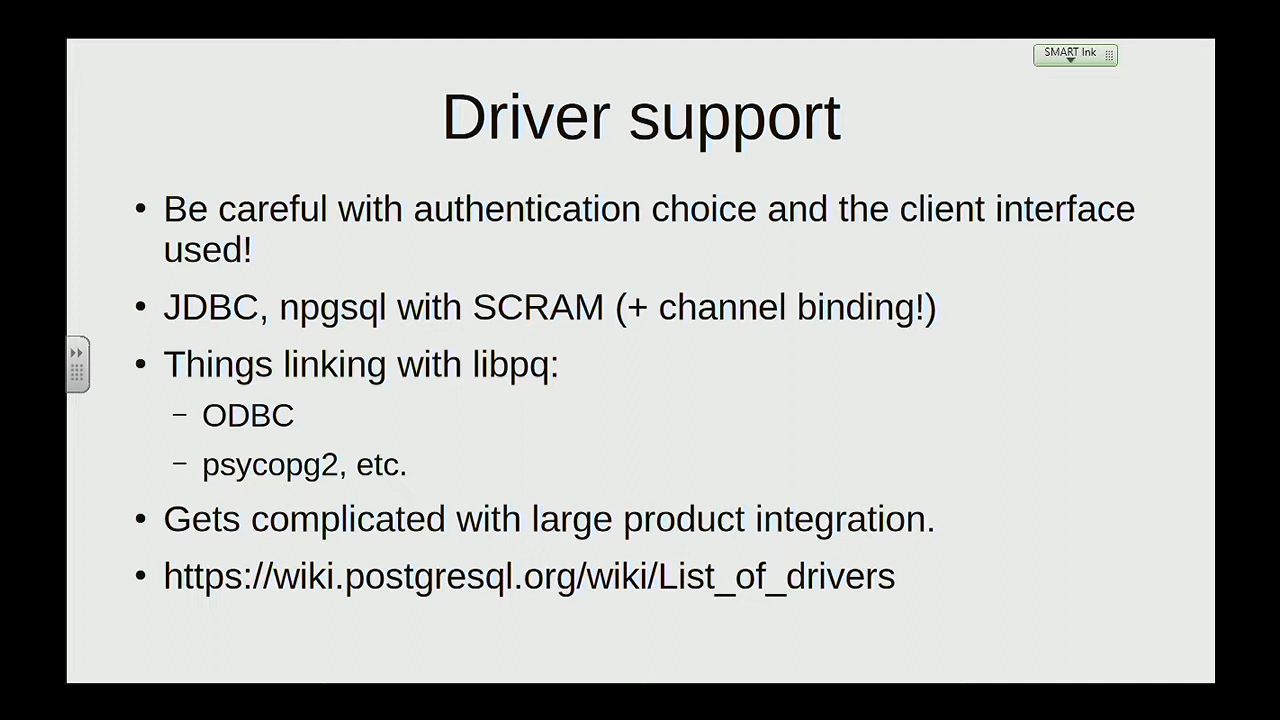 SMART Ink
Driver support
• Be careful with authentication choice and the client interface
used!
• JDBC, npgsql with SCRAM (+ channel binding!)
• Things linking with libpq:
– ODBC
– psycopg2, etc.
• Gets complicated with large product integration.
• https://wiki.postgresql.org/wiki/List_of_drivers